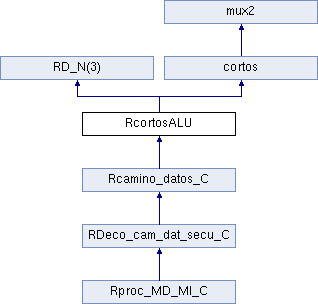 mux2
RD_N(3)
cortos
RcortosALU
Rcamino_datos_C
RDeco_cam_dat_secu_C
Rproc_MD_MI_C